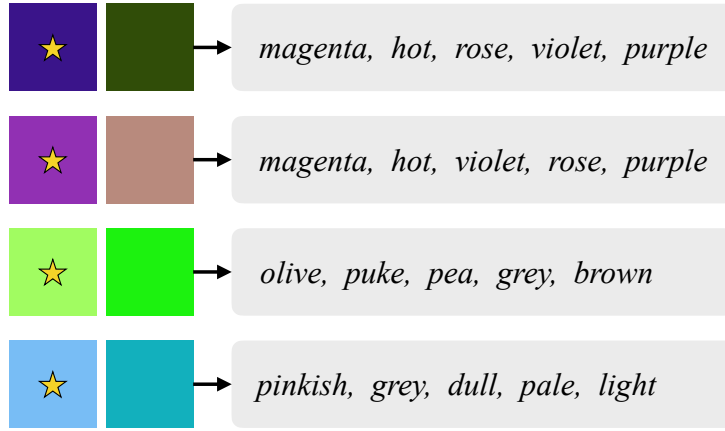 magenta, hot, rose, violet, purple
magenta, hot, violet, rose, purple
olive, puke, pea, grey, brown
pinkish, grey, dull, pale, light